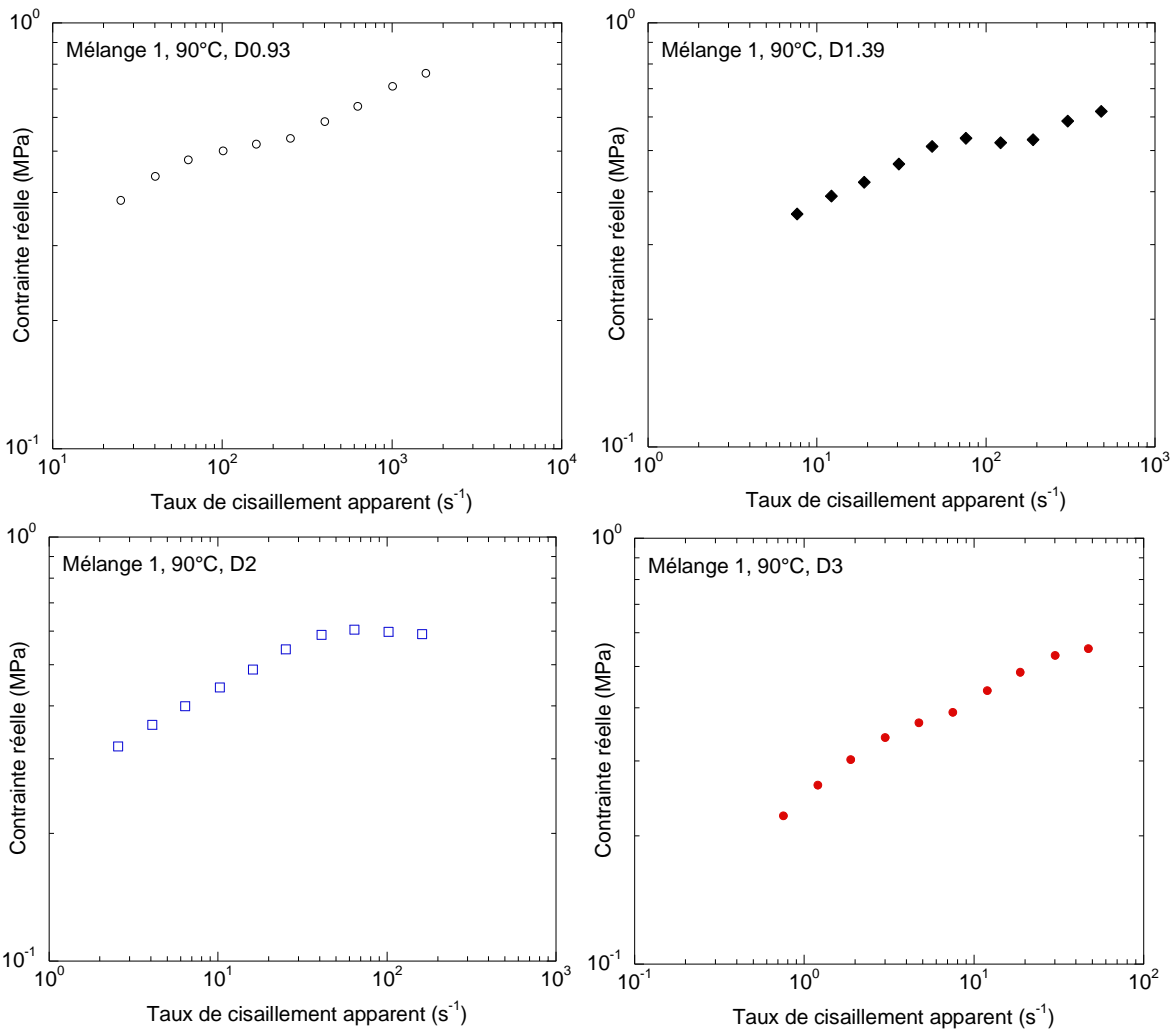 10⁰
Mélange 1, 90°C, D0.93
Contrainte réelle (MPa)
10⁻¹
10¹
10²
10³
10⁴
Taux de cisaillement apparent (s⁻¹)
10⁰
Mélange 1, 90°C, D1.39
Contrainte réelle (MPa)
10⁻¹
10⁰
10¹
10²
10³
Taux de cisaillement apparent (s⁻¹)
10⁰
Mélange 1, 90°C, D2
Contrainte réelle (MPa)
10⁻¹
10⁰
10¹
10²
10³
Taux de cisaillement apparent (s⁻¹)
10⁰
Mélange 1, 90°C, D3
Contrainte réelle (MPa)
10⁻¹
10⁻¹
10⁰
10¹
10²
Taux de cisaillement apparent (s⁻¹)